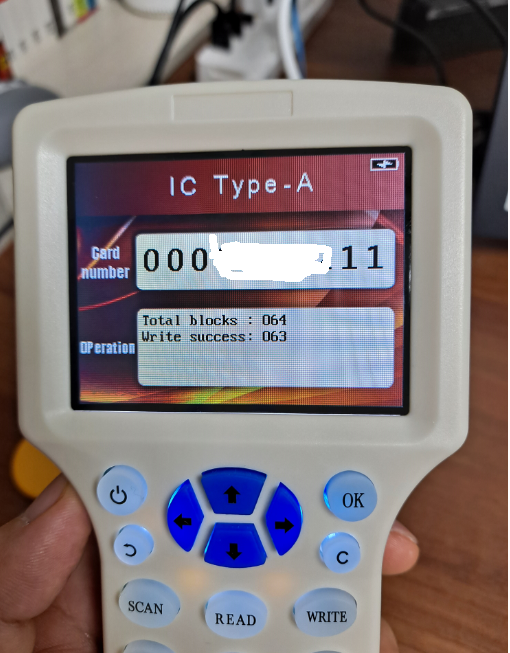 IC Type-A
Card number
000
11
Total blocks : 064
Write success: 063
OPeration
OK
C
SCAN
READ
WRITE